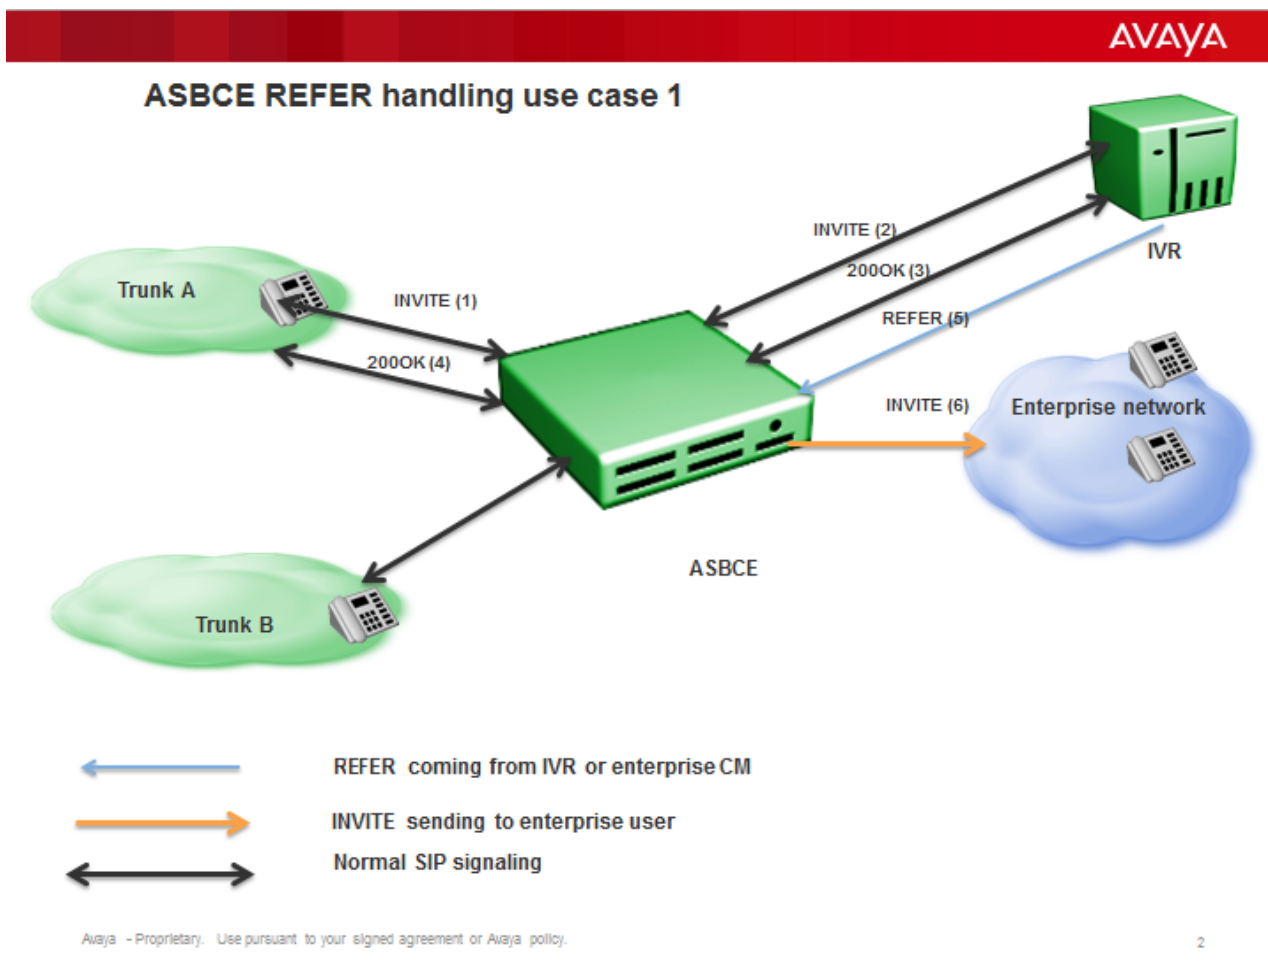 AVAYA
ASBCE REFER handling use case 1
INVITE (2)
IVR
200OK (3)
Trunk A
INVITE (1)
REFER (5)
200OK (4)
INVITE (6)
Enterprise network
ASBCE
Trunk B
REFER coming from IVR or enterprise CM
INVITE sending to enterprise user
Normal SIP signaling
Avaya - Proprietary. Use pursuant to your signed agreement or Avaya policy.
2